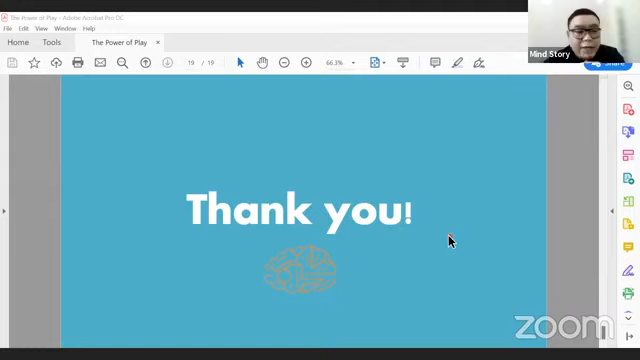 The Power of Play - Adobe Acrobat Pro DC
File Edit View Window Help
Home Tools The Power of Play ×
19 / 19 66.3%
Share
Mind Story
Thank you!
zoom